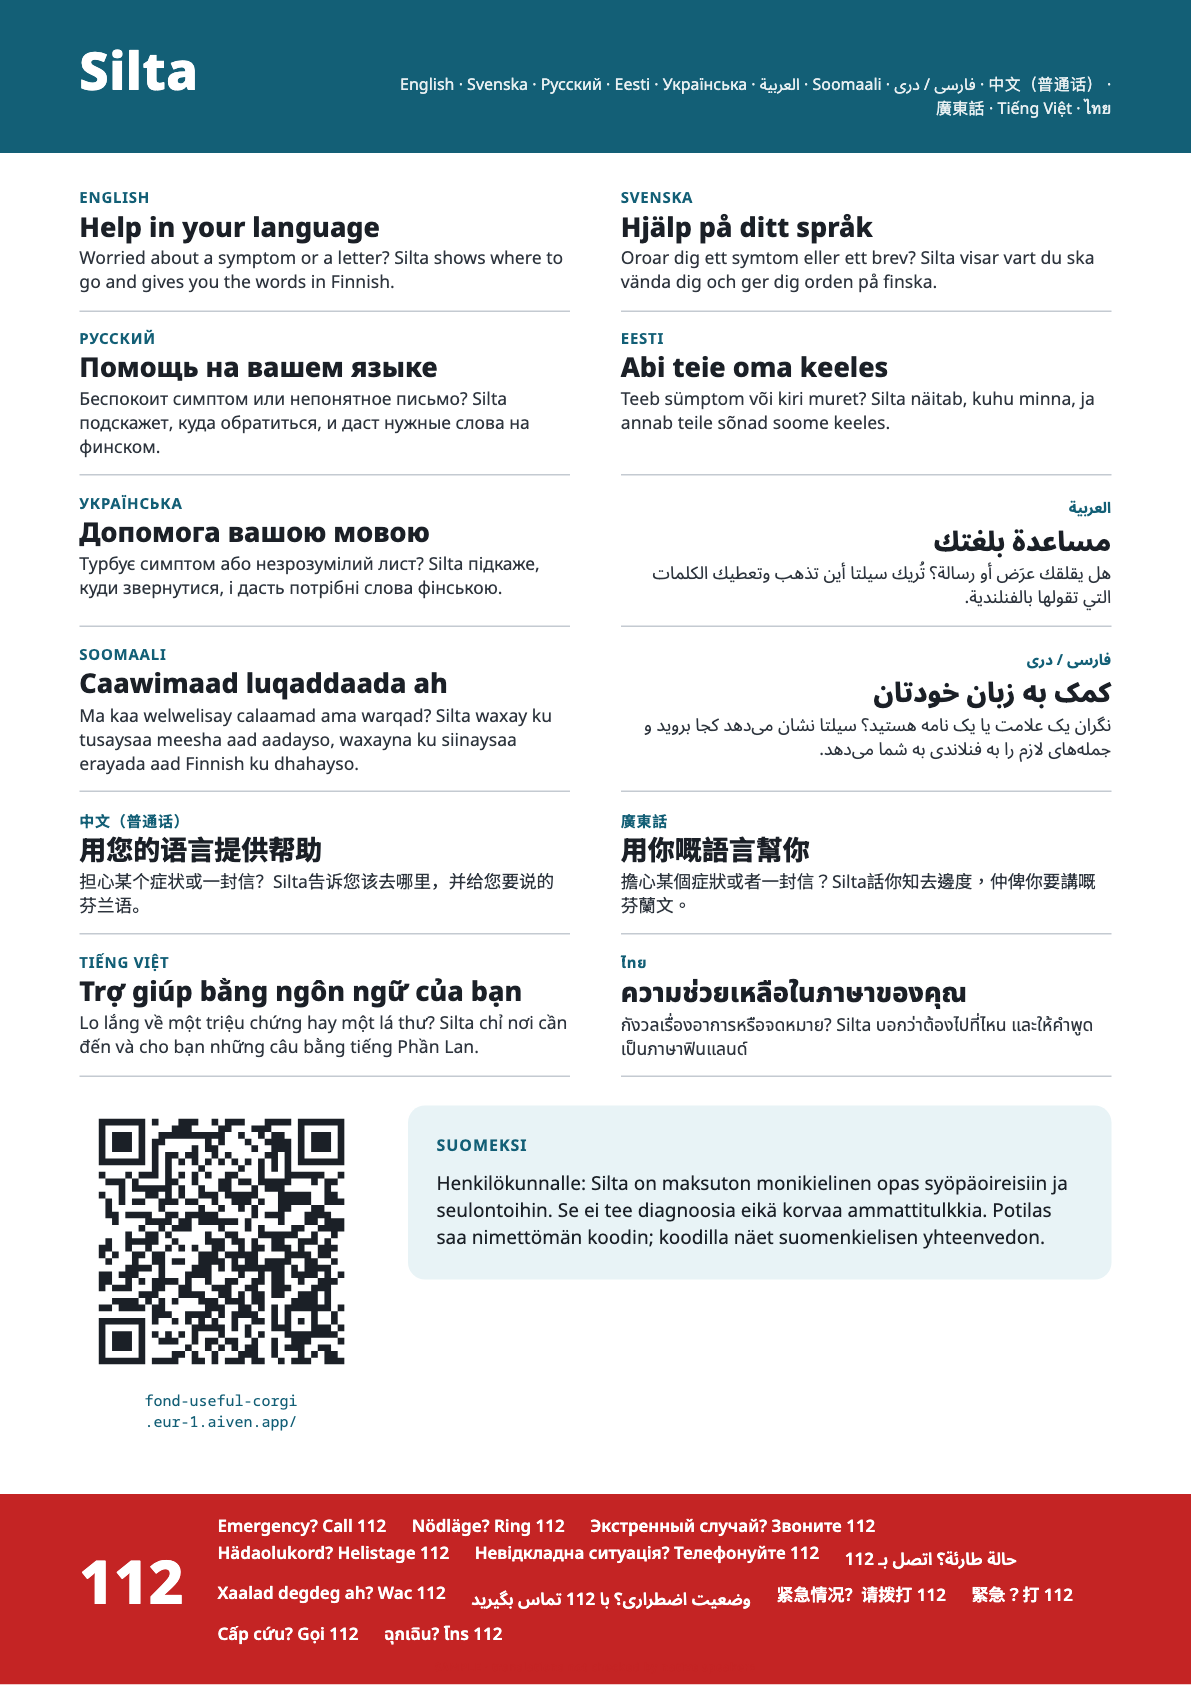 Silta
English · Svenska · Русский · Eesti · Українська · العربية · Soomaali · فارسی / دری · 中文（普通话） ·
廣東話 · Tiếng Việt · ไทย
ENGLISH
Help in your language
Worried about a symptom or a letter? Silta shows where to
go and gives you the words in Finnish.
SVENSKA
Hjälp på ditt språk
Oroar dig ett symtom eller ett brev? Silta visar vart du ska
vända dig och ger dig orden på finska.
РУССКИЙ
Помощь на вашем языке
Беспокоит симптом или непонятное письмо? Silta
подскажет, куда обратиться, и даст нужные слова на
финском.
EESTI
Abi teie oma keeles
Teeb sümptom või kiri muret? Silta näitab, kuhu minna, ja
annab teile sõnad soome keeles.
УКРАЇНСЬКА
Допомога вашою мовою
Турбує симптом або незрозумілий лист? Silta підкаже,
куди звернутися, і дасть потрібні слова фінською.
العربية
مساعدة بلغتك
هل يقلقك عرَض أو رسالة؟ تُريك سيلتا أين تذهب وتعطيك الكلمات
التي تقولها بالفنلندية.
SOOMAALI
Caawimaad luqaddaada ah
Ma kaa welwelisay calaamad ama warqad? Silta waxay ku
tusaysaa meesha aad aadayso, waxayna ku siinaysaa
erayada aad Finnish ku dhahayso.
فارسی / دری
کمک به زبان خودتان
نگران یک علامت یا یک نامه هستید؟ سیلتا نشان می‌دهد کجا بروید و
جمله‌های لازم را به فنلاندی به شما می‌دهد.
中文（普通话）
用您的语言提供帮助
担心某个症状或一封信？Silta告诉您该去哪里，并给您要说的
芬兰语。
廣東話
用你嘅語言幫你
擔心某個症狀或者一封信？Silta話你知去邊度，仲俾你要講嘅
芬蘭文。
TIẾNG VIỆT
Trợ giúp bằng ngôn ngữ của bạn
Lo lắng về một triệu chứng hay một lá thư? Silta chỉ nơi cần
đến và cho bạn những câu bằng tiếng Phần Lan.
ไทย
ความช่วยเหลือในภาษาของคุณ
กังวลเรื่องอาการหรือจดหมาย? Silta บอกว่าต้องไปที่ไหน และให้คำพูด
เป็นภาษาฟินแลนด์
fond-useful-corgi
.eur-1.aiven.app/
SUOMEKSI
Henkilökunnalle: Silta on maksuton monikielinen opas syöpäoireisiin ja
seulontoihin. Se ei tee diagnoosia eikä korvaa ammattitulkkia. Potilas
saa nimettömän koodin; koodilla näet suomenkielisen yhteenvedon.
112
Emergency? Call 112 Nödläge? Ring 112 Экстренный случай? Звоните 112
Hädaolukord? Helistage 112 Невідкладна ситуація? Телефонуйте 112 حالة طارئة؟ اتصل بـ 112
Xaalad degdeg ah? Wac 112 وضعیت اضطراری؟ با 112 تماس بگیرید 紧急情况？请拨打 112 緊急？打 112
Cấp cứu? Gọi 112 ฉุกเฉิน? โทร 112